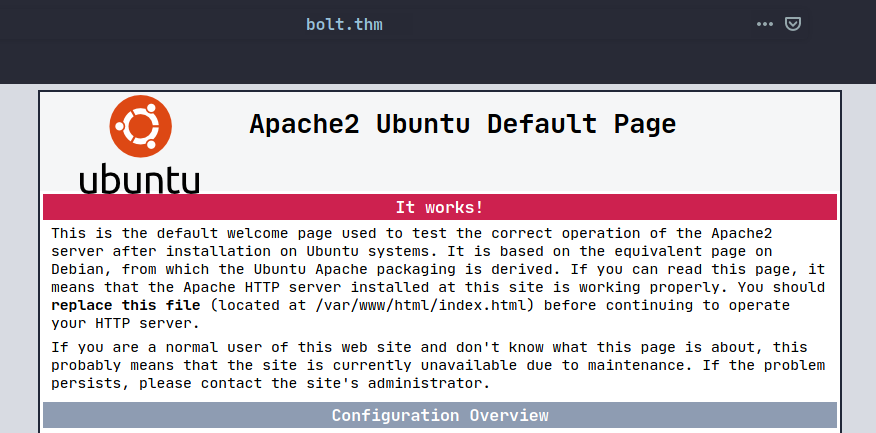 bolt.thm
Apache2 Ubuntu Default Page
ubuntu
It works!
This is the default welcome page used to test the correct operation of the Apache2
server after installation on Ubuntu systems. It is based on the equivalent page on
Debian, from which the Ubuntu Apache packaging is derived. If you can read this page, it
means that the Apache HTTP server installed at this site is working properly. You should
replace this file (located at /var/www/html/index.html) before continuing to operate
your HTTP server.
If you are a normal user of this web site and don't know what this page is about, this
probably means that the site is currently unavailable due to maintenance. If the problem
persists, please contact the site's administrator.
Configuration Overview